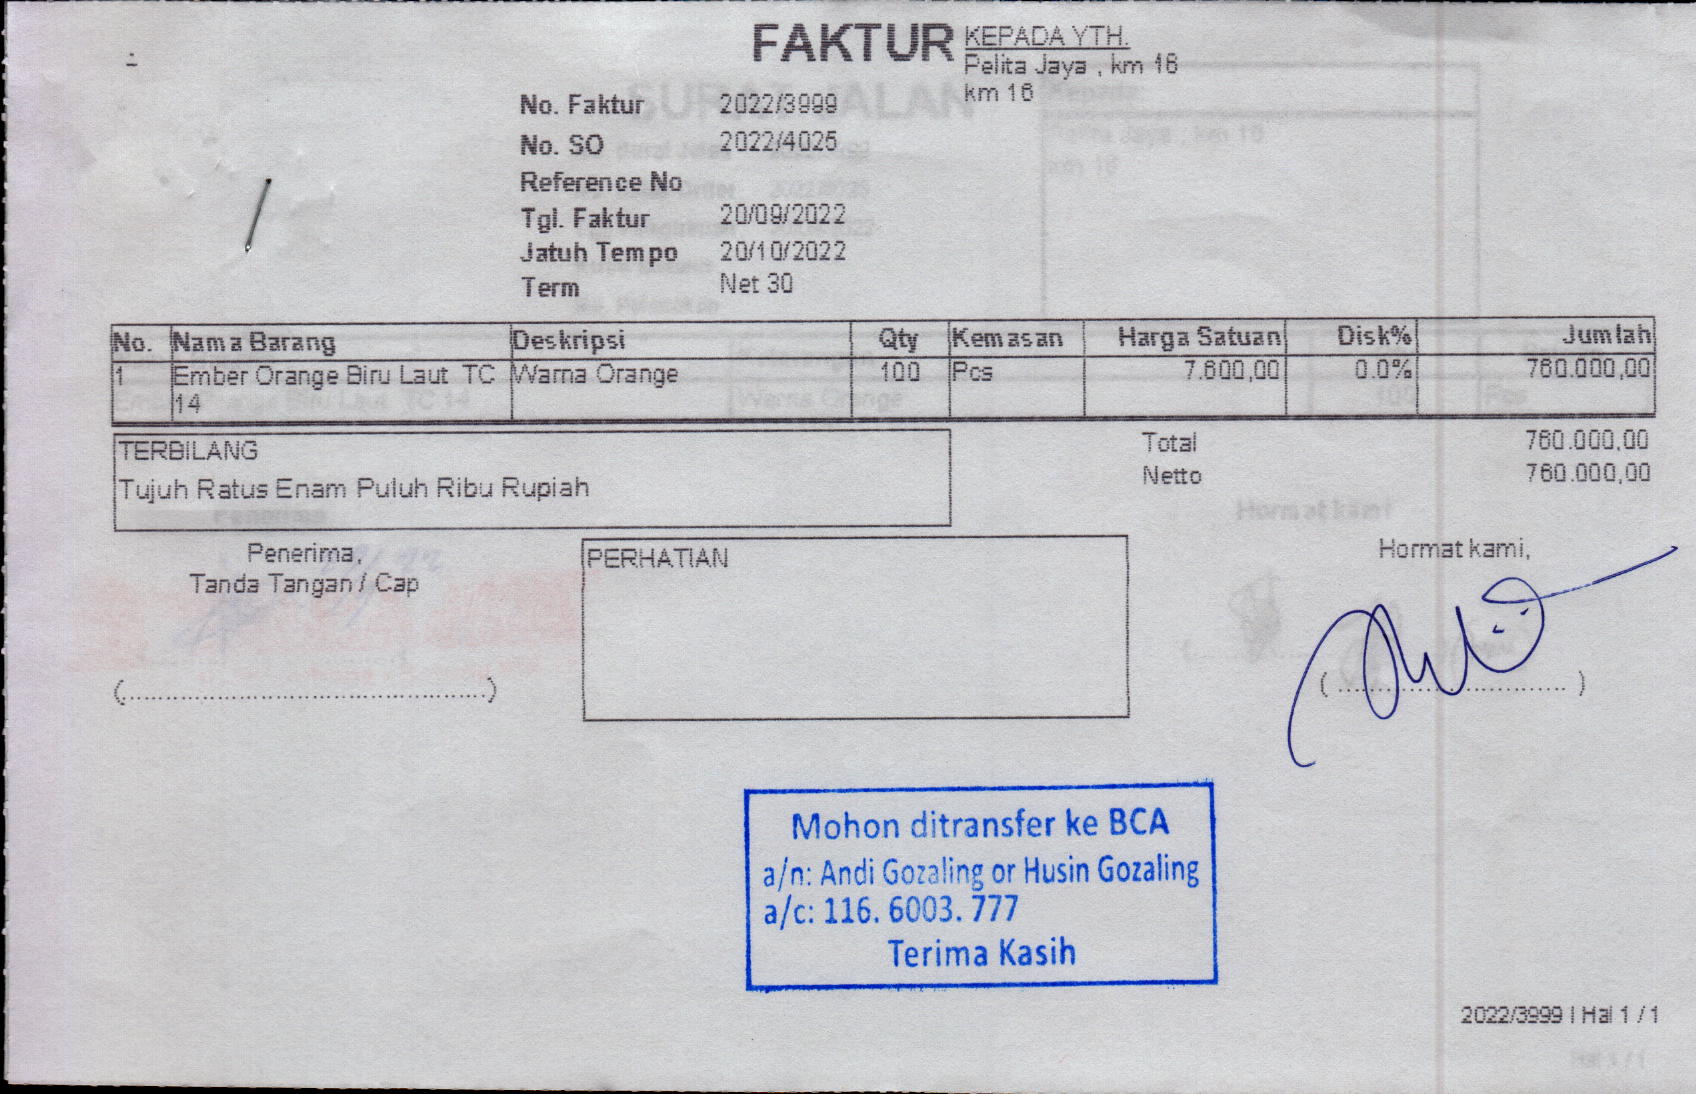 FAKTUR
KEPADA YTH.
Pelita Jaya , km 16
km 16
No. Faktur 2022/3999
No. SO 2022/4025
Reference No
Tgl. Faktur 20/09/2022
Jatuh Tempo 20/10/2022
Term Net 30
No. Nama Barang Deskripsi Qty Kemasan Harga Satuan Disk% Jumlah
1 Ember Orange Biru Laut TC Warna Orange 100 Pcs 7.600,00 0.0% 760.000,00
14
TERBILANG
Tujuh Ratus Enam Puluh Ribu Rupiah
Total 760.000,00
Netto 760.000,00
Penerima,
Tanda Tangan / Cap
(................................................)
PERHATIAN
Hormat kami,
( .............................. )
Mohon ditransfer ke BCA
a/n: Andi Gozaling or Husin Gozaling
a/c: 116. 6003. 777
Terima Kasih
2022/3999 | Hal 1 / 1